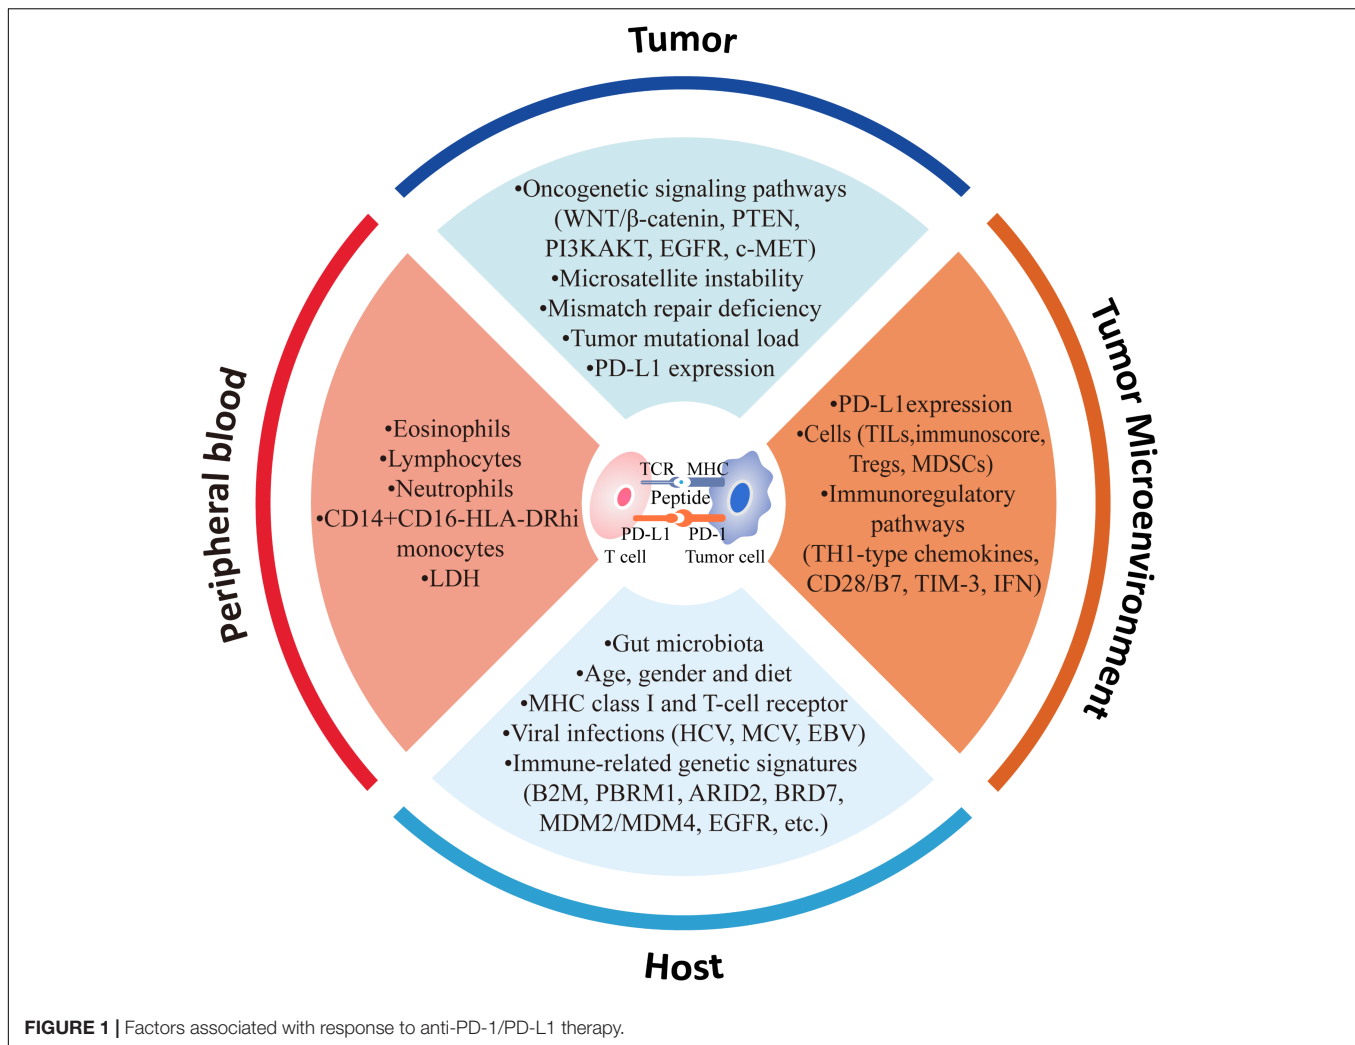 Tumor
•Oncogenetic signaling pathways
(WNT/β-catenin, PTEN,
PI3KAKT, EGFR, c-MET)
•Microsatellite instability
•Mismatch repair deficiency
•Tumor mutational load
•PD-L1 expression
Tumor Microenvironment
•PD-L1expression
•Cells (TILs,immunoscore,
Tregs, MDSCs)
•Immunoregulatory
pathways
(TH1-type chemokines,
CD28/B7, TIM-3, IFN)
Peripheral blood
•Eosinophils
•Lymphocytes
•Neutrophils
•CD14+CD16-HLA-DRhi
monocytes
•LDH
TCR MHC
Peptide
PD-L1 PD-1
T cell Tumor cell
•Gut microbiota
•Age, gender and diet
•MHC class I and T-cell receptor
•Viral infections (HCV, MCV, EBV)
•Immune-related genetic signatures
(B2M, PBRM1, ARID2, BRD7,
MDM2/MDM4, EGFR, etc.)
Host
FIGURE 1 | Factors associated with response to anti-PD-1/PD-L1 therapy.